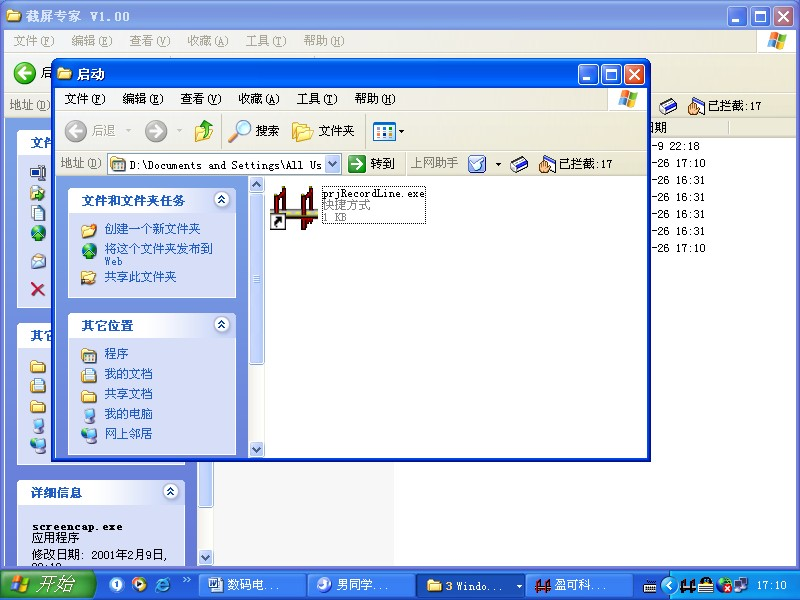 截屏专家 V1.00
文件(F) 编辑(E) 查看(V) 收藏(A) 工具(T) 帮助(H)
地址(D)
已拦截:17
启动
文件(F) 编辑(E) 查看(V) 收藏(A) 工具(T) 帮助(H)
后退 搜索 文件夹
地址(D) D:\Documents and Settings\All Us 转到 上网助手 已拦截:17
文件和文件夹任务
创建一个新文件夹
将这个文件夹发布到
Web
共享此文件夹
其它位置
程序
我的文档
共享文档
我的电脑
网上邻居
prjRecordLine.exe
快捷方式
1 KB
日期
-9 22:18
-26 17:10
-26 16:31
-26 16:31
-26 16:31
-26 16:31
-26 17:10
详细信息
screencap.exe
应用程序
修改日期: 2001年2月9日,
开始 数码电... 男同学... 3 Windo... 盈可科... 17:10